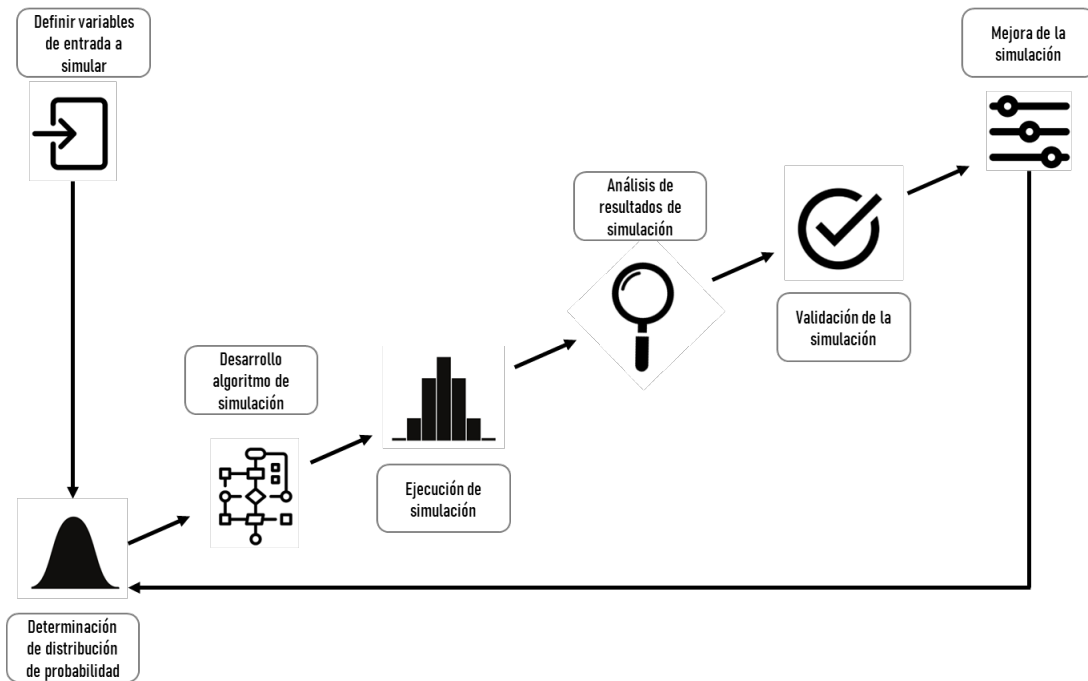 Definir variables
de entrada a
simular
Mejora de la
simulación
Análisis de
resultados de
simulación
Validación de la
simulación
Desarrollo
algoritmo de
simulación
Ejecución de
simulación
Determinación
de distribución
de probabilidad